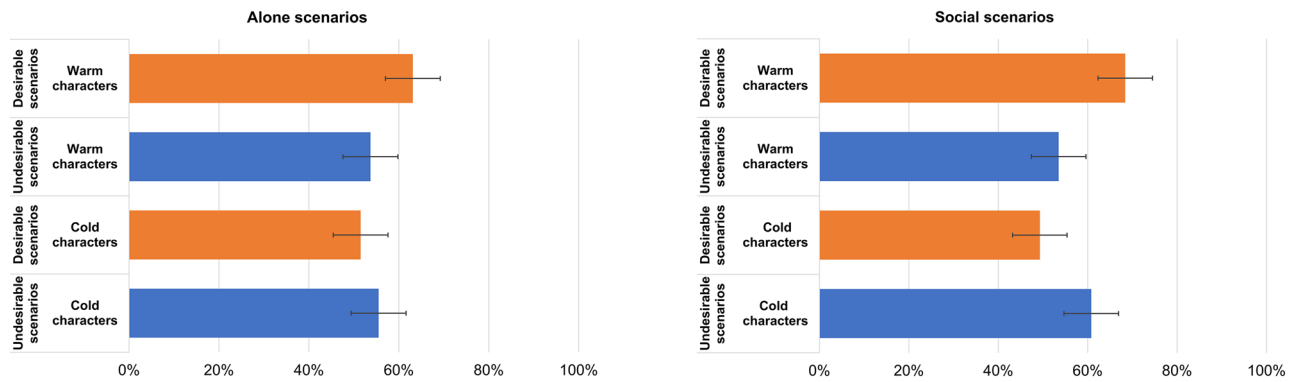 Alone scenarios
Desirable
scenarios
Warm
characters
Undesirable
scenarios
Warm
characters
Desirable
scenarios
Cold
characters
Undesirable
scenarios
Cold
characters
0% 20% 40% 60% 80% 100%
Social scenarios
Desirable
scenarios
Warm
characters
Undesirable
scenarios
Warm
characters
Desirable
scenarios
Cold
characters
Undesirable
scenarios
Cold
characters
0% 20% 40% 60% 80% 100%